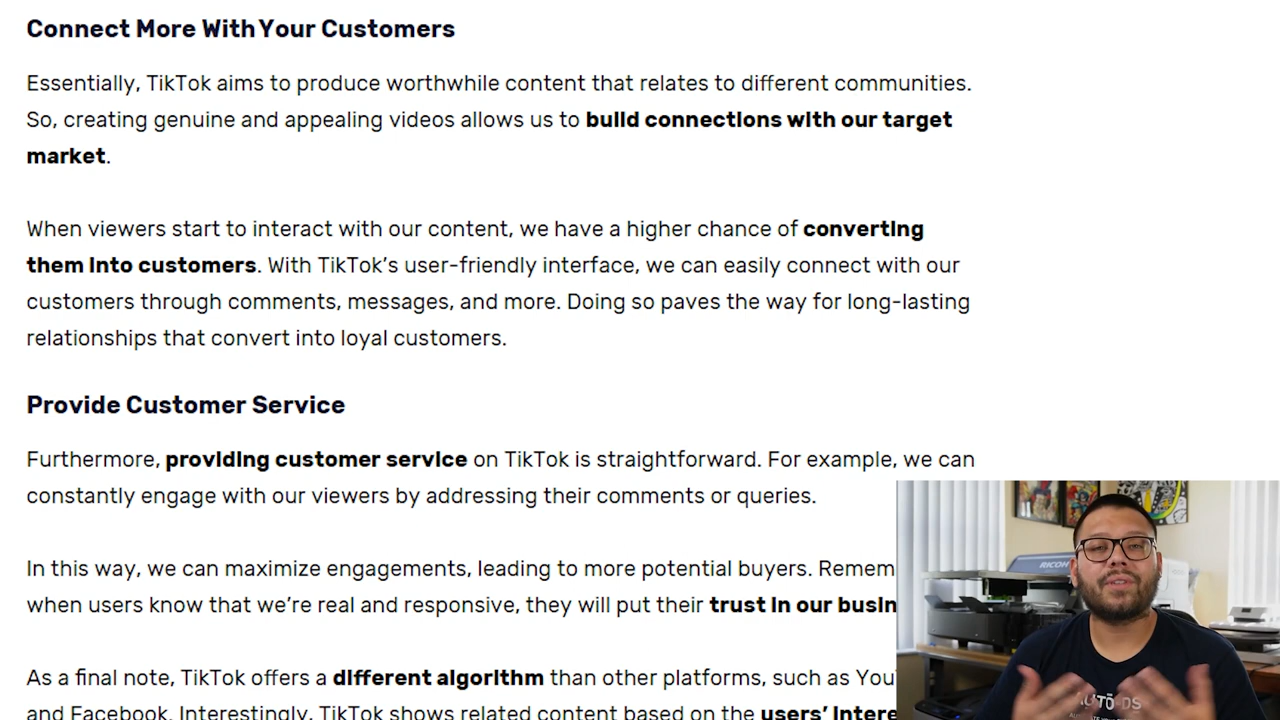 Connect More With Your Customers
Essentially, TikTok aims to produce worthwhile content that relates to different communities.
So, creating genuine and appealing videos allows us to build connections with our target
market.
When viewers start to interact with our content, we have a higher chance of converting
them into customers. With TikTok's user-friendly interface, we can easily connect with our
customers through comments, messages, and more. Doing so paves the way for long-lasting
relationships that convert into loyal customers.
Provide Customer Service
Furthermore, providing customer service on TikTok is straightforward. For example, we can
constantly engage with our viewers by addressing their comments or queries.
In this way, we can maximize engagements, leading to more potential buyers. Remem
when users know that we're real and responsive, they will put their trust in our busin
As a final note, TikTok offers a different algorithm than other platforms, such as You
and Facebook. Interestingly, TikTok shows related content based on the users' intere
RICOH